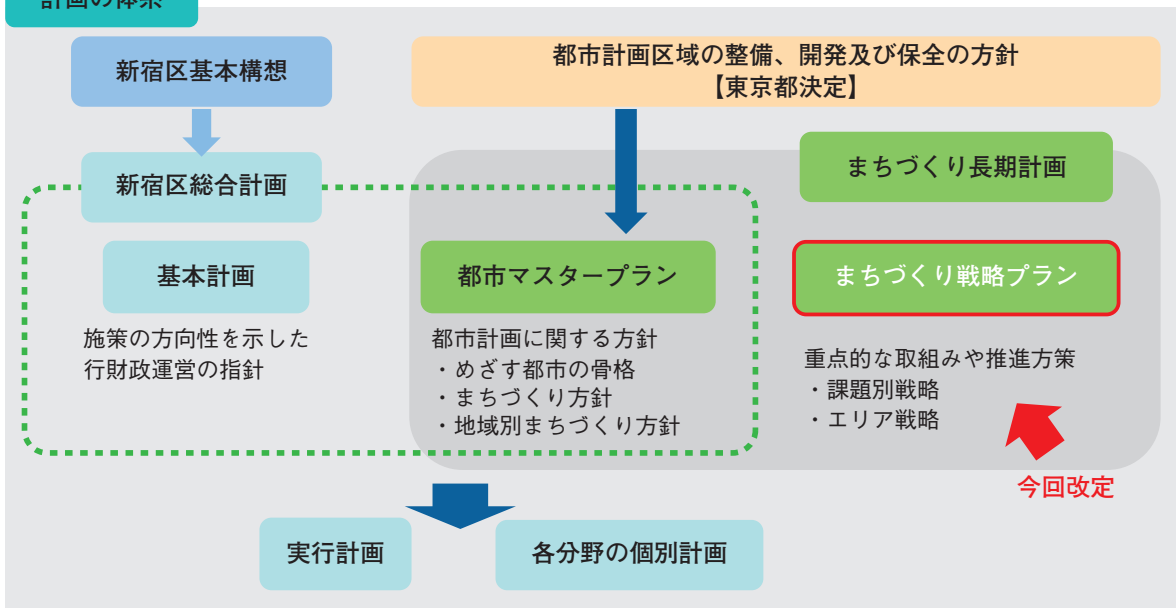 計画の体系
新宿区基本構想
都市計画区域の整備、開発及び保全の方針
【東京都決定】
新宿区総合計画
まちづくり長期計画
基本計画
都市マスタープラン
まちづくり戦略プラン
施策の方向性を示した
行財政運営の指針
都市計画に関する方針
・めざす都市の骨格
・まちづくり方針
・地域別まちづくり方針
重点的な取組みや推進方策
・課題別戦略
・エリア戦略
今回改定
実行計画
各分野の個別計画